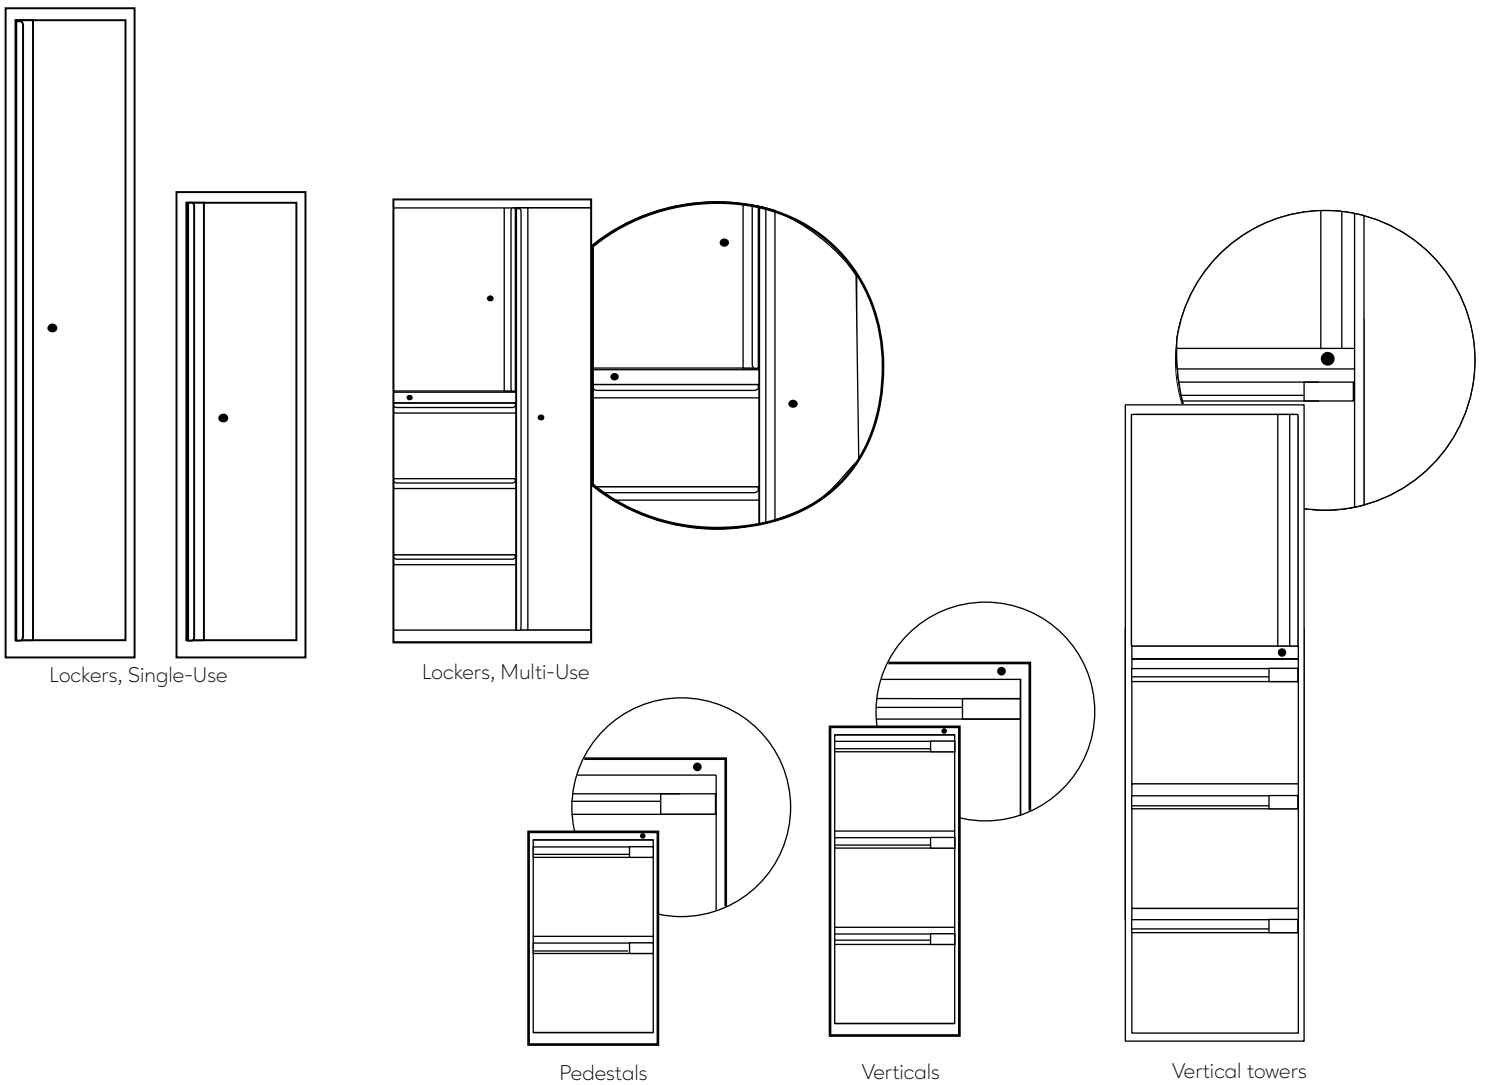 Lockers, Single-Use
Lockers, Multi-Use
Pedestals
Verticals
Vertical towers